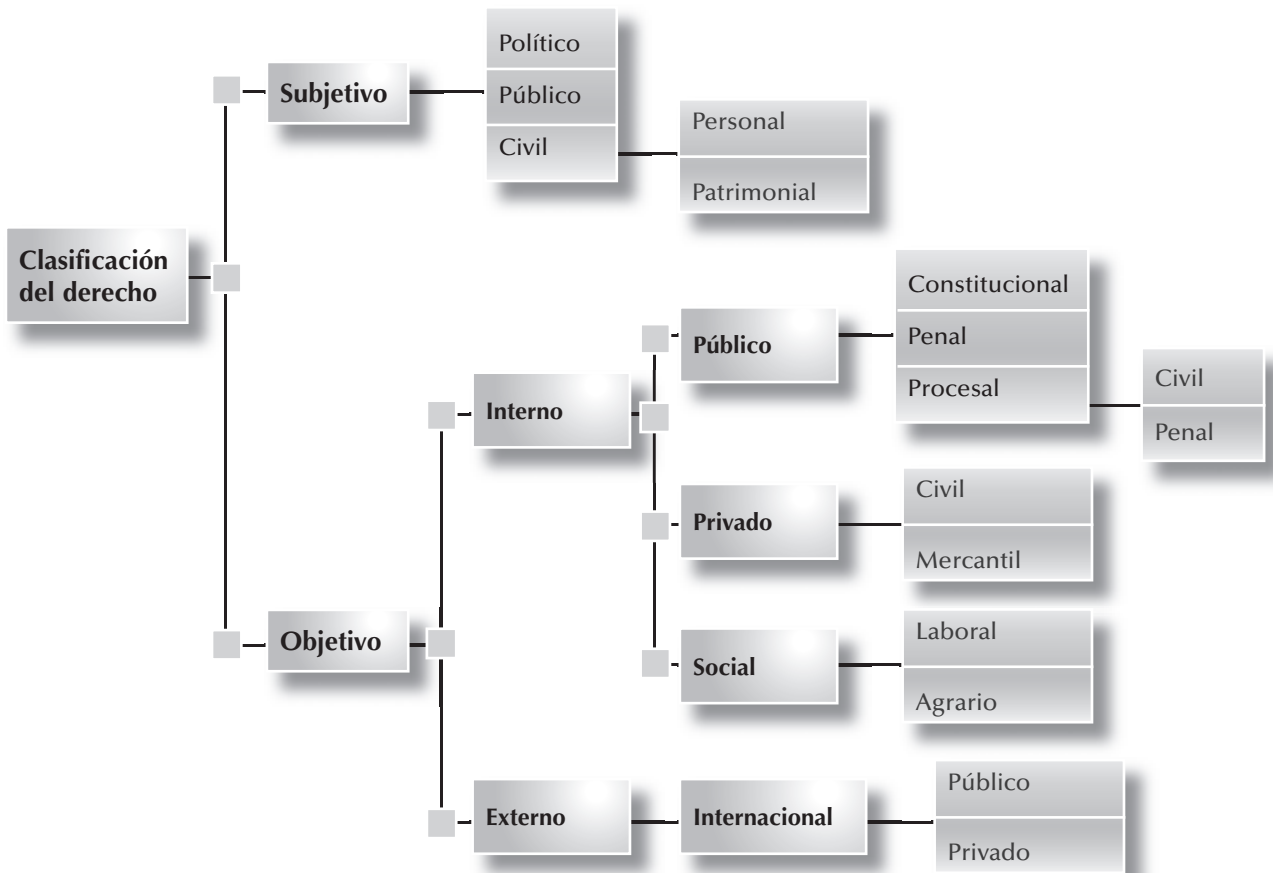 Clasificación
del derecho
Subjetivo
Político
Público
Civil
Personal
Patrimonial
Objetivo
Interno
Público
Constitucional
Penal
Procesal
Civil
Penal
Privado
Civil
Mercantil
Social
Laboral
Agrario
Externo
Internacional
Público
Privado